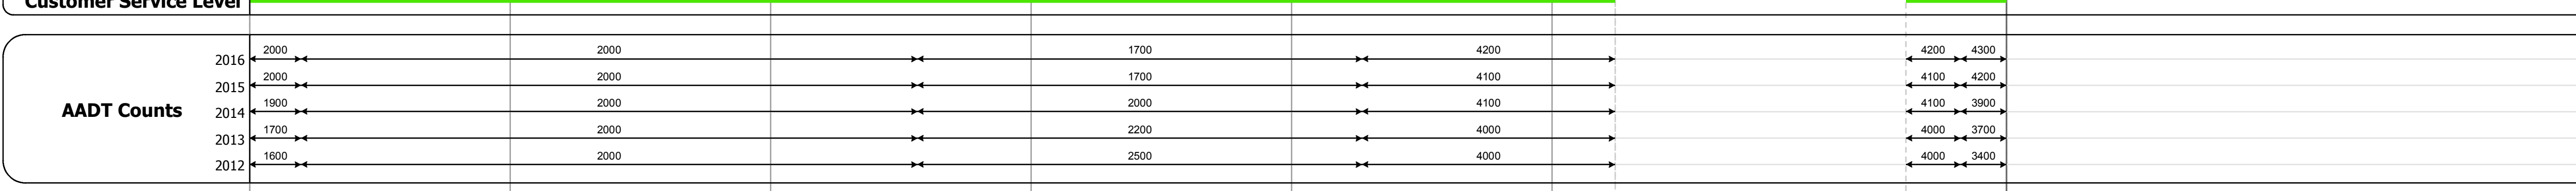 Customer Service Level
2016 2000 2000 1700 4200 4200 4300
2015 2000 2000 1700 4100 4100 4200
AADT Counts
2014 1900 2000 2000 4100 4100 3900
2013 1700 2000 2200 4000 4000 3700
2012 1600 2000 2500 4000 4000 3400